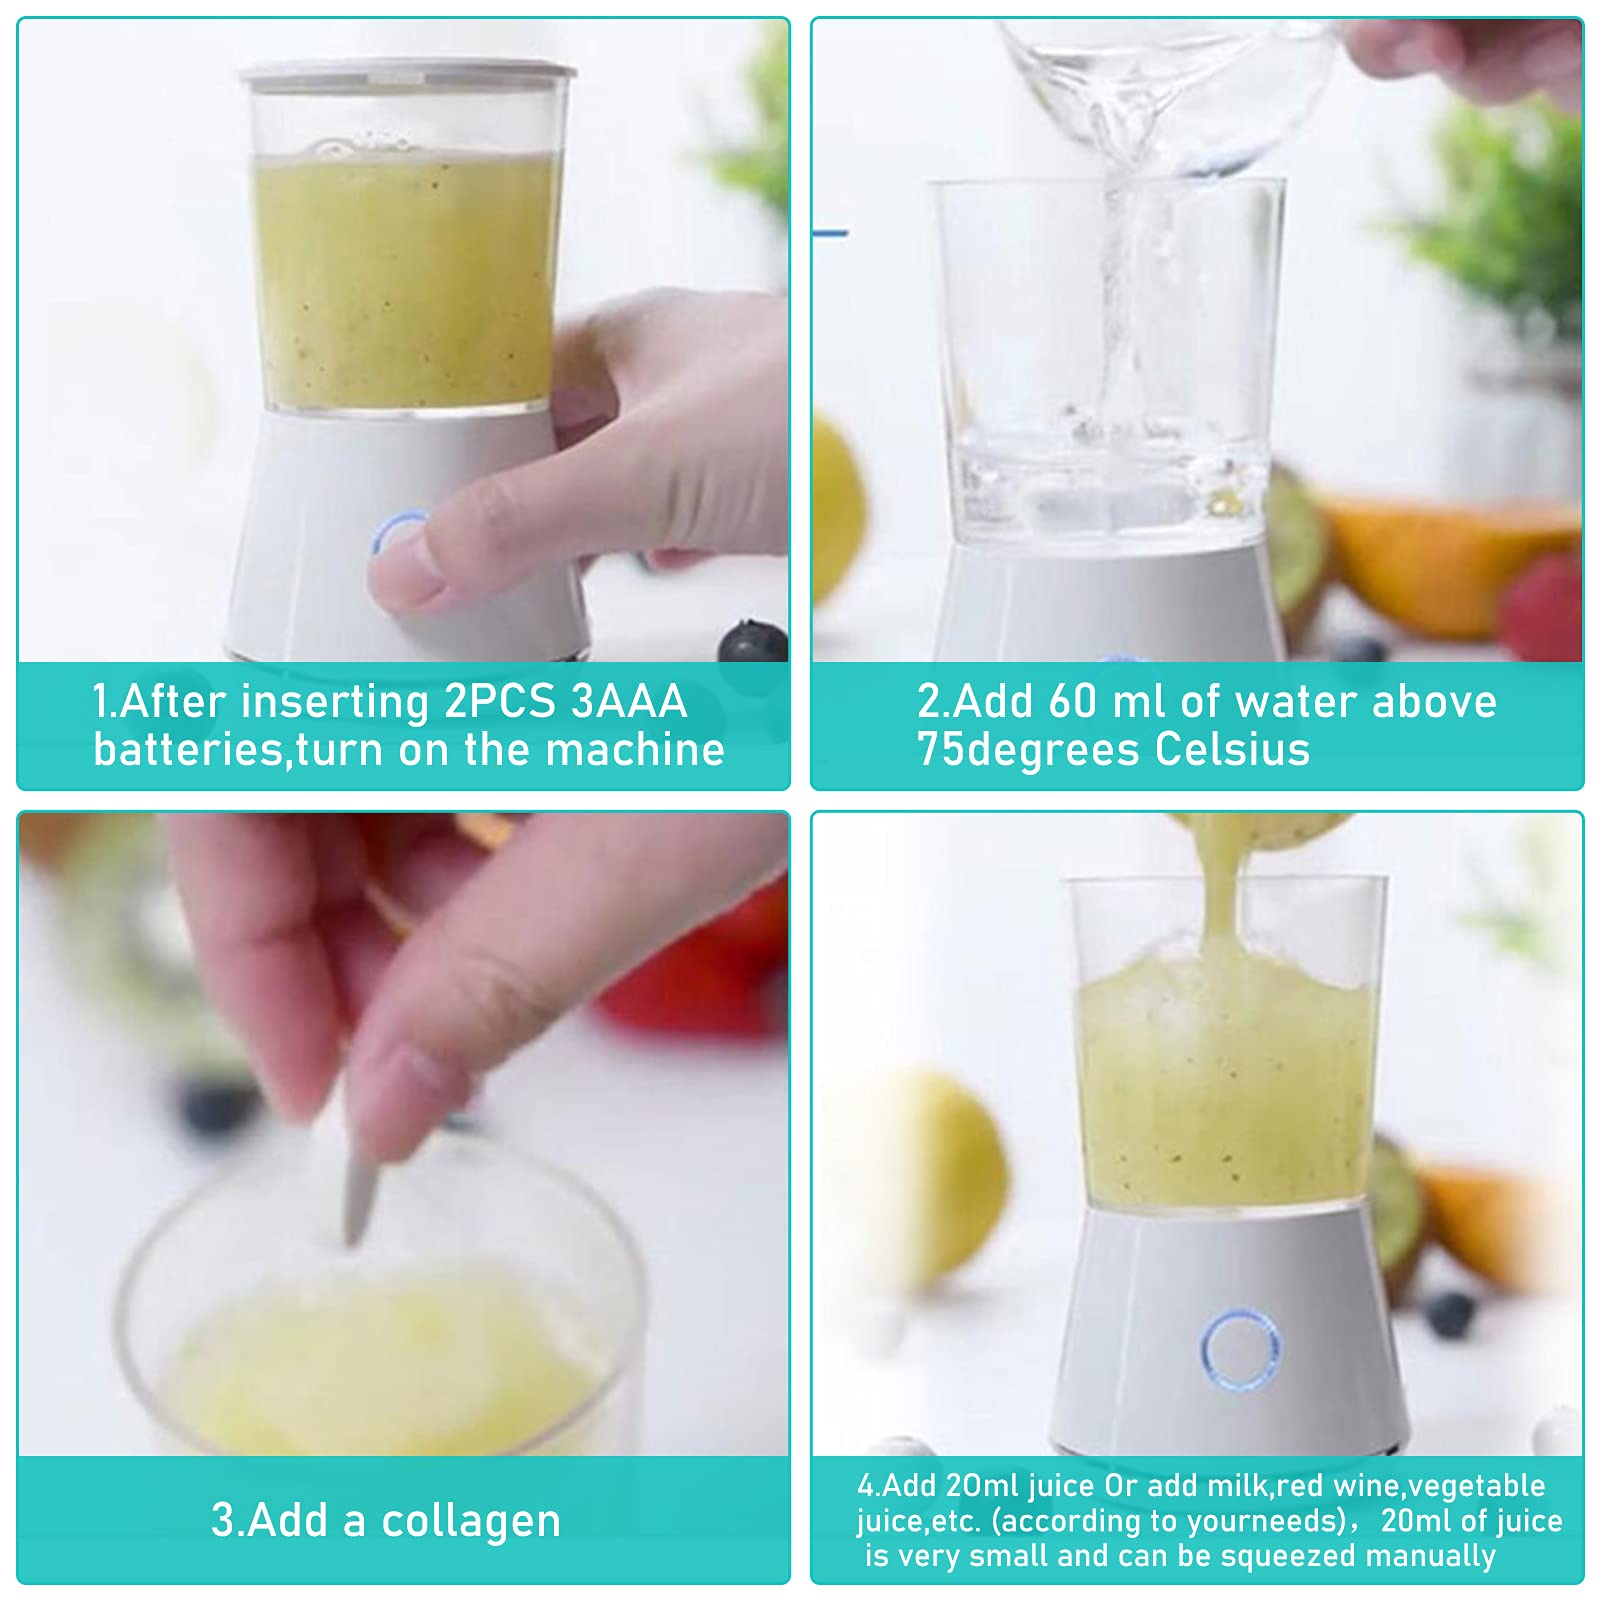 1.After inserting 2PCS 3AAA
batteries,turn on the machine
2.Add 60 ml of water above
75degrees Celsius
3.Add a collagen
4.Add 20ml juice Or add milk,red wine,vegetable
juice,etc. (according to yourneeds)，20ml of juice
is very small and can be squeezed manually